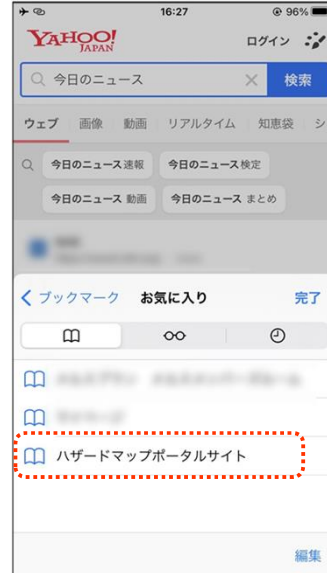 16:27
96%
YAHOO!
JAPAN
ログイン
今日のニュース
検索
ウェブ 画像 動画 リアルタイム 知恵袋 シ
今日のニュース 速報 今日のニュース 検定
今日のニュース 動画 今日のニュース まとめ
ブックマーク お気に入り 完了
ハザードマップポータルサイト
編集